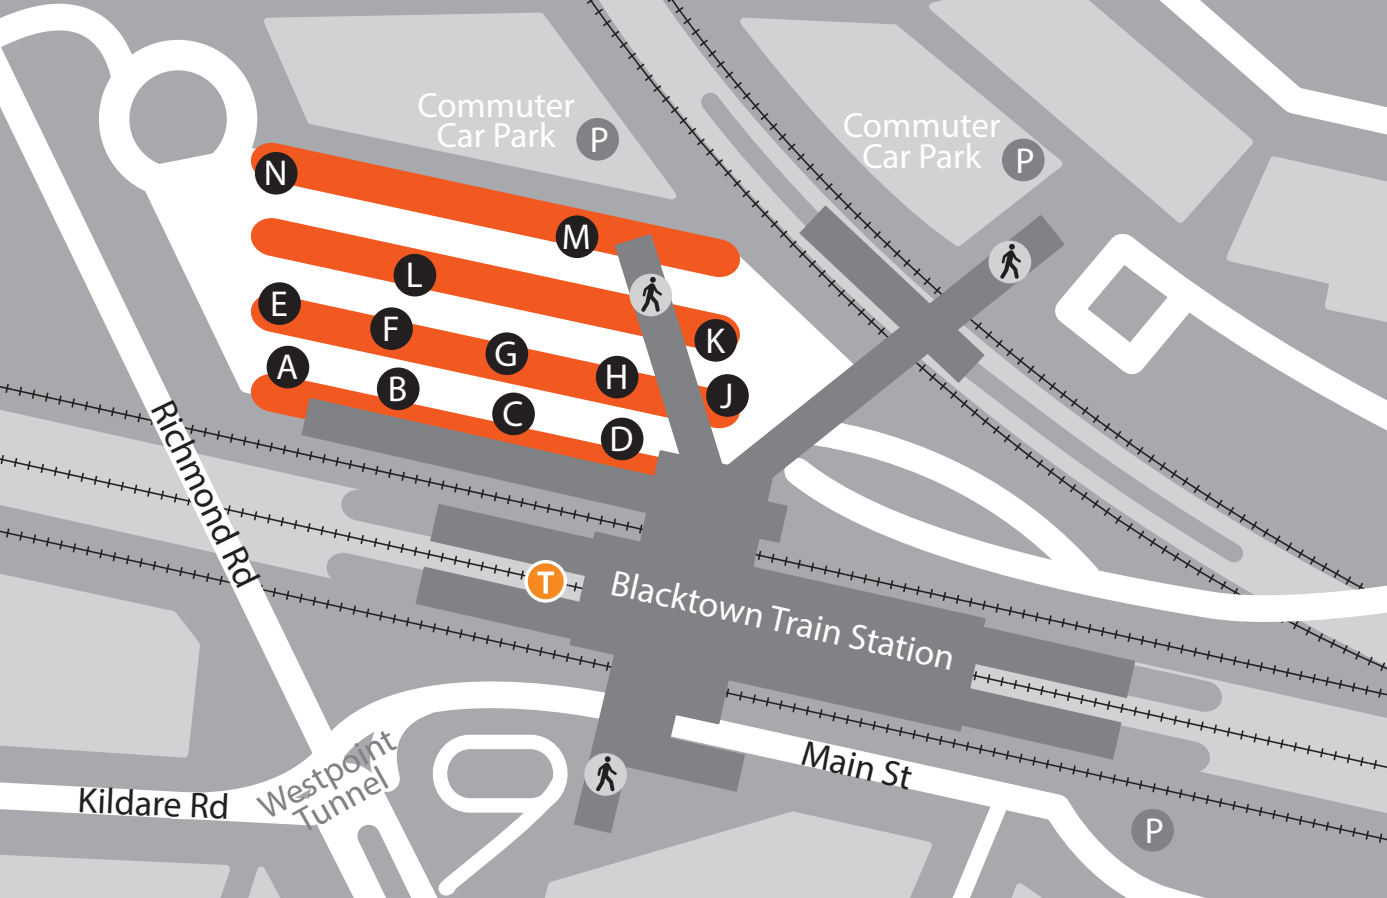 Commuter
Car Park
P
Commuter
Car Park
P
N
M
L
K
E
F
G
H
J
A
B
C
D
Richmond Rd
T
Blacktown Train Station
Westpoint
Tunnel
Kildare Rd
Main St
P